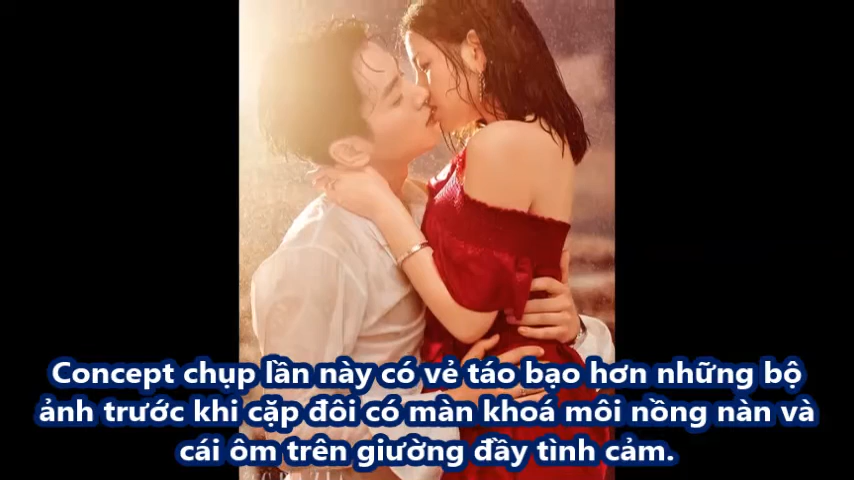 Concept chụp lần này có vẻ táo bạo hơn những bộ
ảnh trước khi cặp đôi có màn khoá môi nồng nàn và
cái ôm trên giường đầy tình cảm.